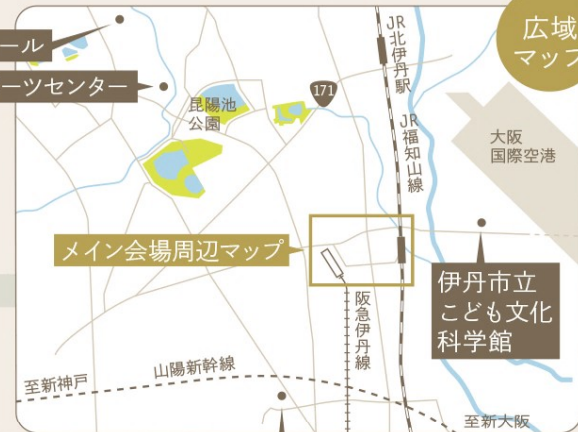 広域
マップ
ール
ーツセンター
昆陽池
公園
171
JR北伊丹駅
JR福知山線
大阪
国際空港
メイン会場周辺マップ
伊丹市立
こども文化
科学館
阪急伊丹線
山陽新幹線
至新神戸
至新大阪